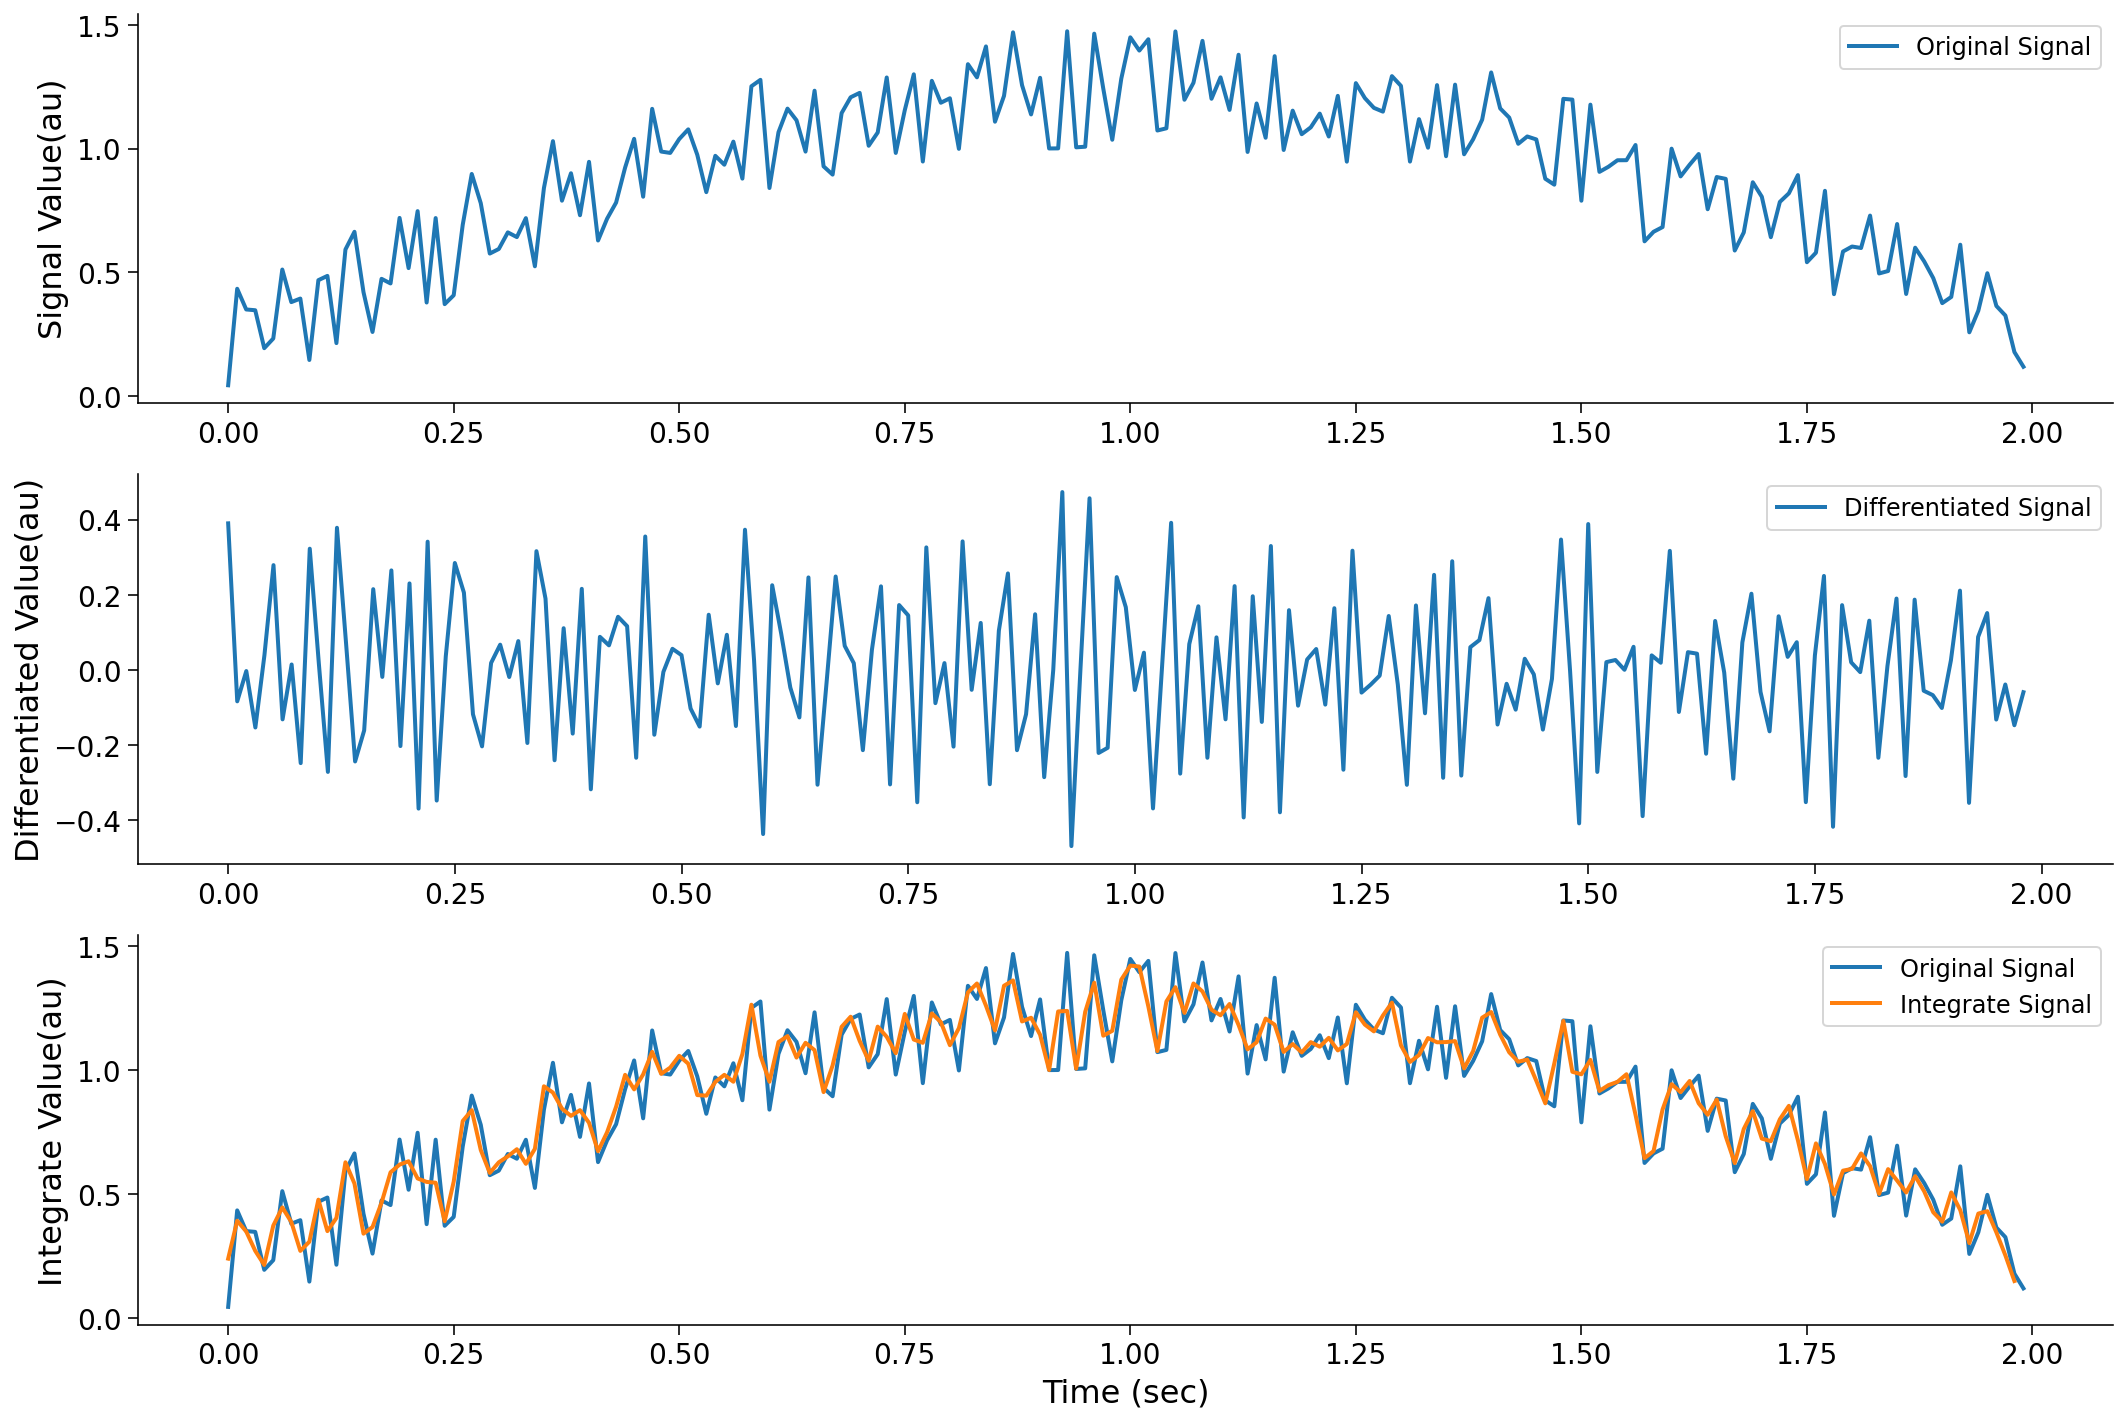 Signal Value(au)
1.5
1.0
0.5
0.0
Original Signal
0.00 0.25 0.50 0.75 1.00 1.25 1.50 1.75 2.00
Differentiated Value(au)
0.4
0.2
0.0
−0.2
−0.4
Differentiated Signal
0.00 0.25 0.50 0.75 1.00 1.25 1.50 1.75 2.00
Integrate Value(au)
1.5
1.0
0.5
0.0
Original Signal
Integrate Signal
0.00 0.25 0.50 0.75 1.00 1.25 1.50 1.75 2.00
Time (sec)